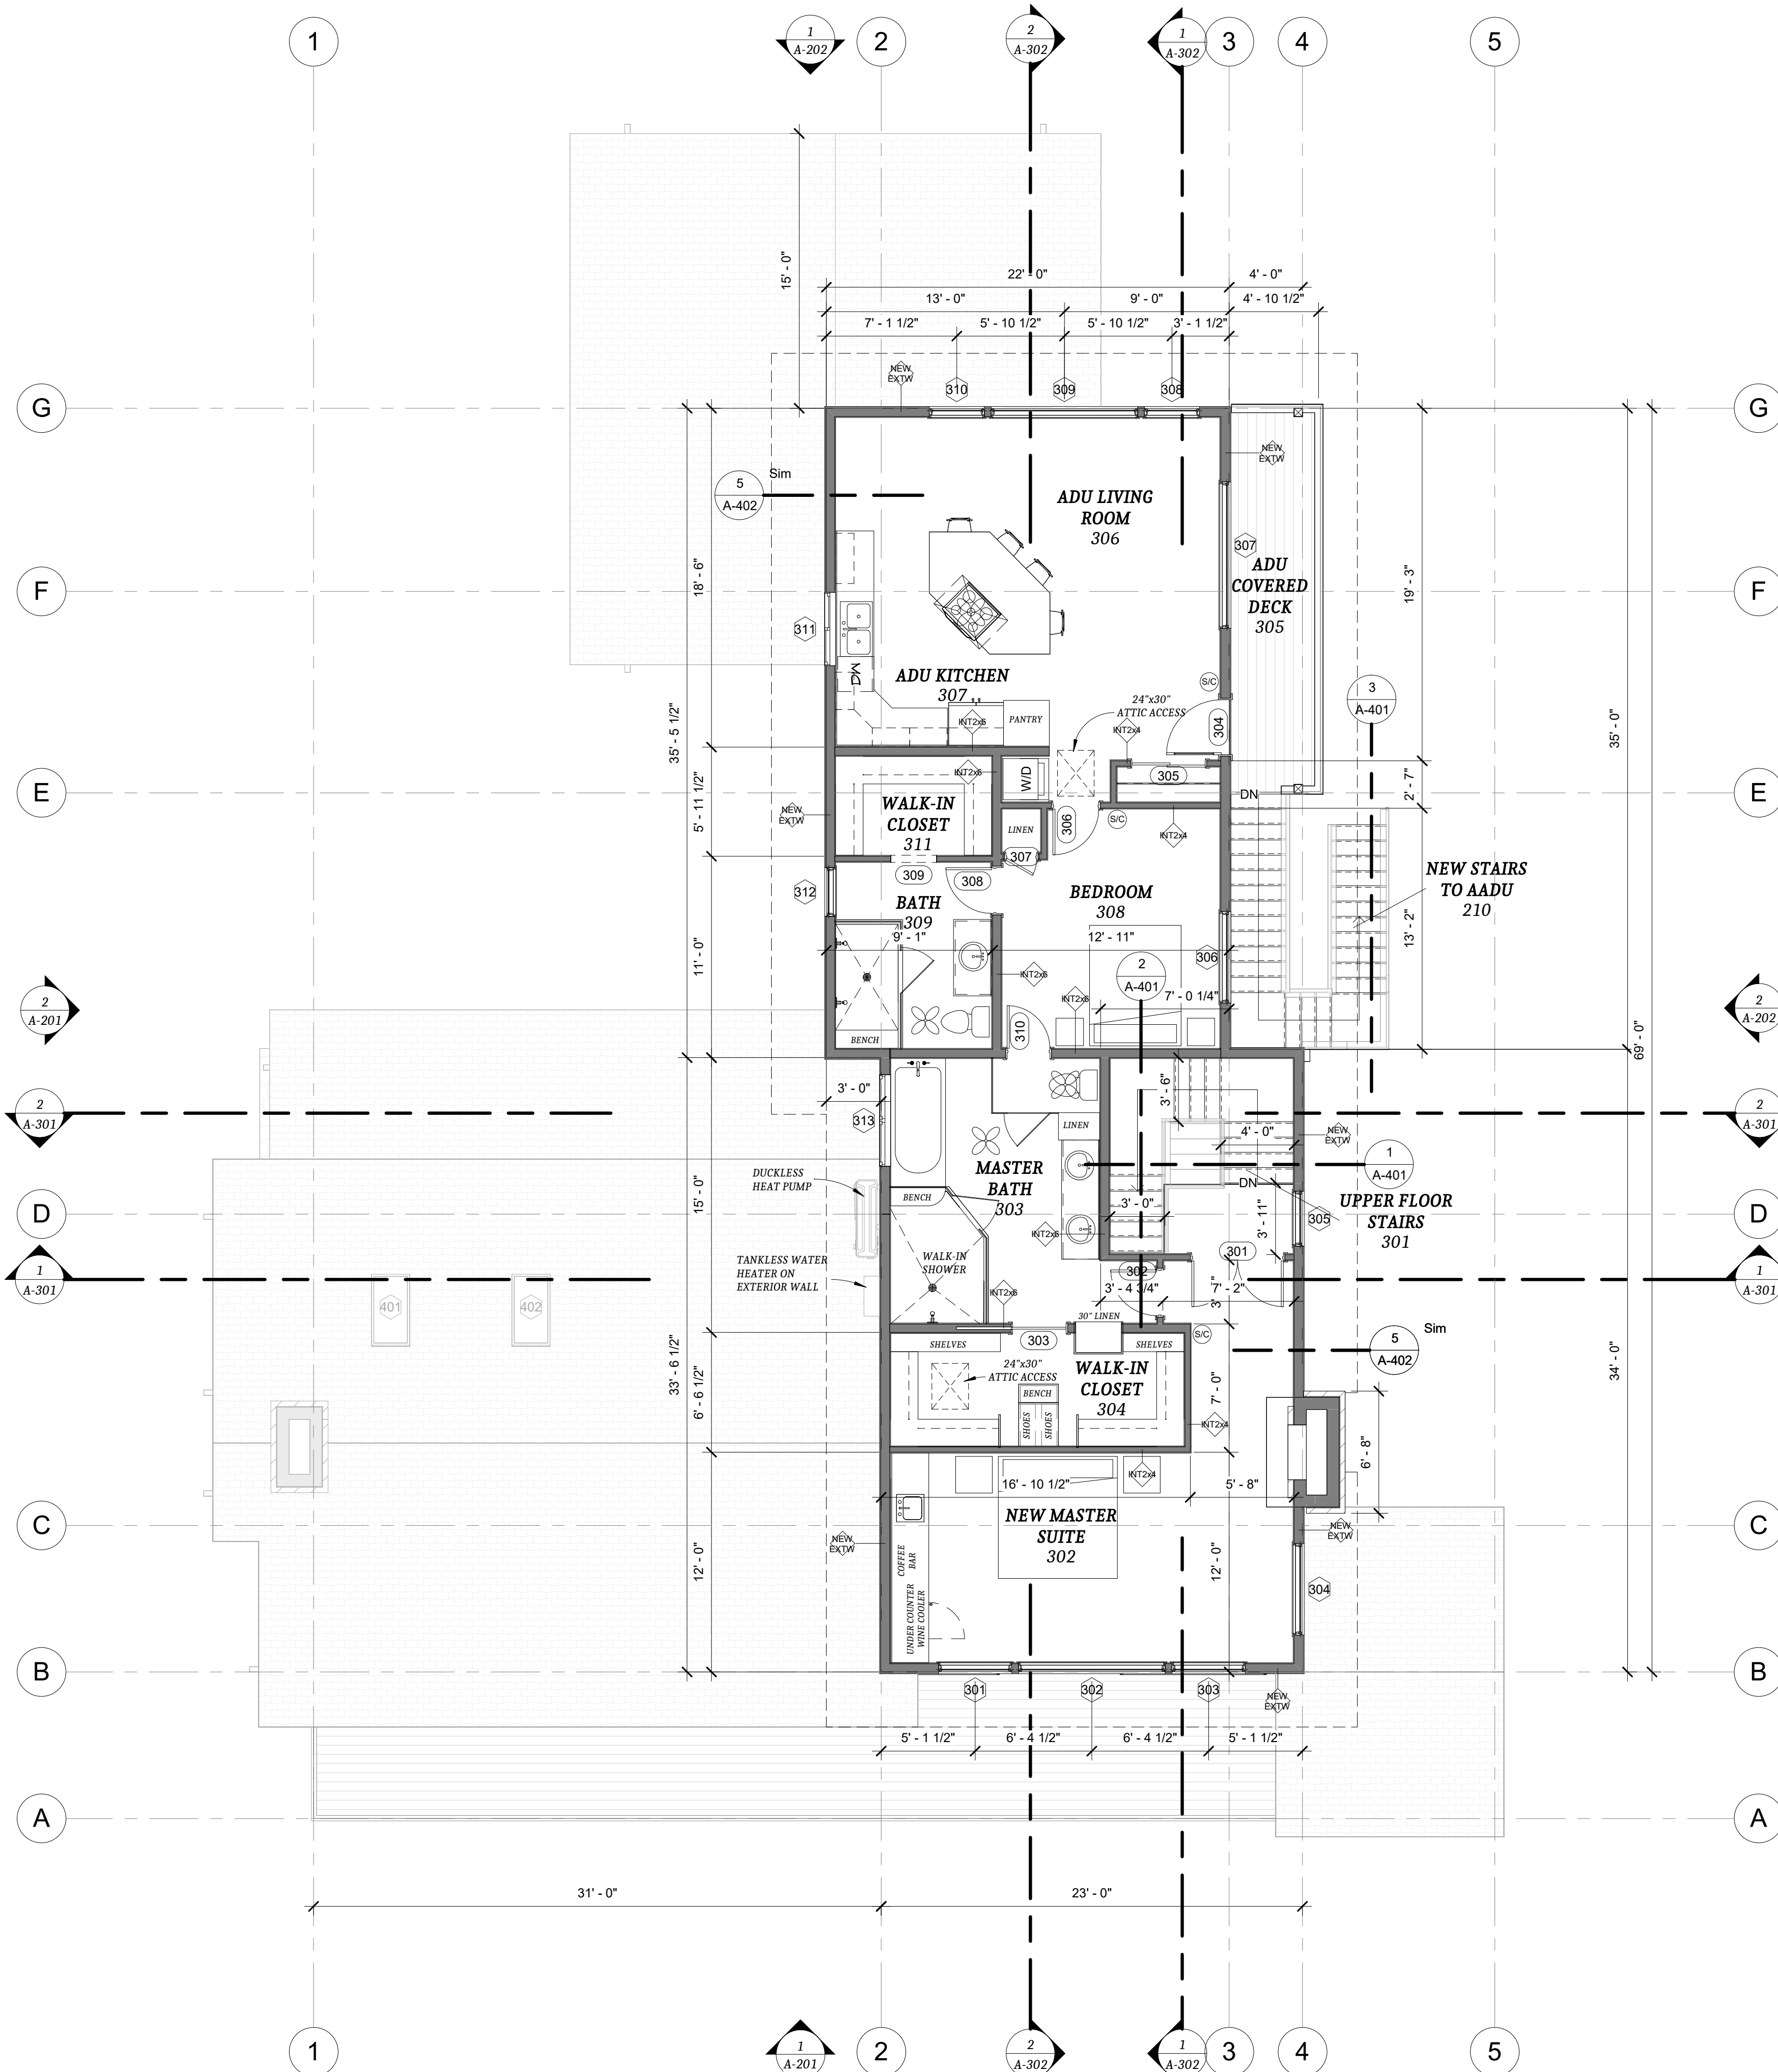 1
1
A-202
2
2
A-302
1
A-302
3
4
5
15' - 0"
22' - 0"
4' - 0"
13' - 0"
9' - 0"
4' - 10 1/2"
7' - 1 1/2"
5' - 10 1/2"
5' - 10 1/2"
3' - 1 1/2"
NEW
EXTW
310
309
308
G
G
NEW
EXTW
5
A-402
Sim
ADU LIVING
ROOM
306
307
ADU
COVERED
DECK
305
18' - 6"
19' - 3"
F
F
311
DW
ADU KITCHEN
307
S/C
24"x30"
ATTIC ACCESS
3
A-401
INT2x6
PANTRY
INT2x4
304
35' - 5 1/2"
35' - 0"
INT2x6
W/D
305
E
E
DN
2' - 7"
5' - 11 1/2"
NEW
EXTW
WALK-IN
CLOSET
311
LINEN
306
S/C
INT2x4
307
309
308
312
BATH
309
BEDROOM
308
NEW STAIRS
TO AADU
210
9' - 1"
12' - 11"
13' - 2"
11' - 0"
306
2
A-401
INT2x6
INT2x6
7' - 0 1/4"
2
A-201
2
A-202
BENCH
310
69' - 0"
3' - 0"
3' - 6"
2
A-301
313
LINEN
4' - 0"
NEW
EXTW
2
A-301
1
A-401
DUCKLESS
HEAT PUMP
MASTER
BATH
303
BENCH
DN
UPPER FLOOR
STAIRS
301
15' - 0"
3' - 0"
3' - 11"
305
D
D
INT2x6
TANKLESS WATER
HEATER ON
EXTERIOR WALL
WALK-IN
SHOWER
301
302
1
A-301
1
A-301
3' - 4 3/4"
7' - 2"
INT2x6
401
402
30" LINEN
303
S/C
5
A-402
Sim
SHELVES
SHELVES
24"x30"
ATTIC ACCESS
WALK-IN
CLOSET
304
BENCH
SHOES
SHOES
33' - 6 1/2"
6' - 6 1/2"
7' - 0"
34' - 0"
INT2x4
6' - 8"
INT2x4
16' - 10 1/2"
5' - 8"
C
C
NEW MASTER
SUITE
302
NEW
EXTW
NEW
EXTW
COFFEE
BAR
UNDER COUNTER
WINE COOLER
12' - 0"
12' - 0"
304
B
B
301
302
303
NEW
EXTW
5' - 1 1/2"
6' - 4 1/2"
6' - 4 1/2"
5' - 1 1/2"
A
A
31' - 0"
23' - 0"
1
1
A-201
2
2
A-302
1
A-302
3
4
5